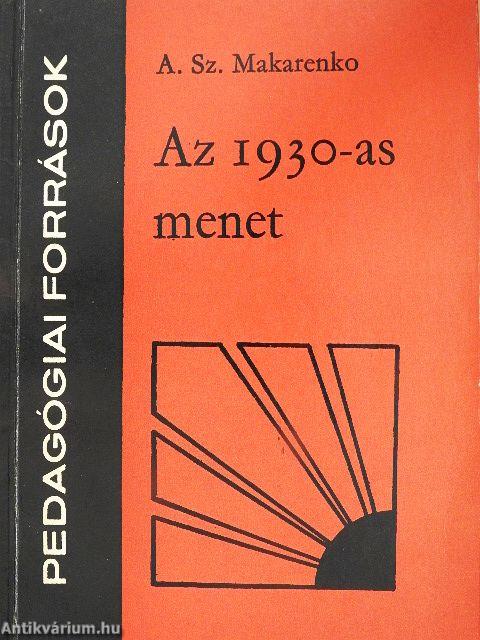 PEDAGÓGIAI FORRÁSOK
A. Sz. Makarenko
Az 1930-as
menet
Antikvárium.hu